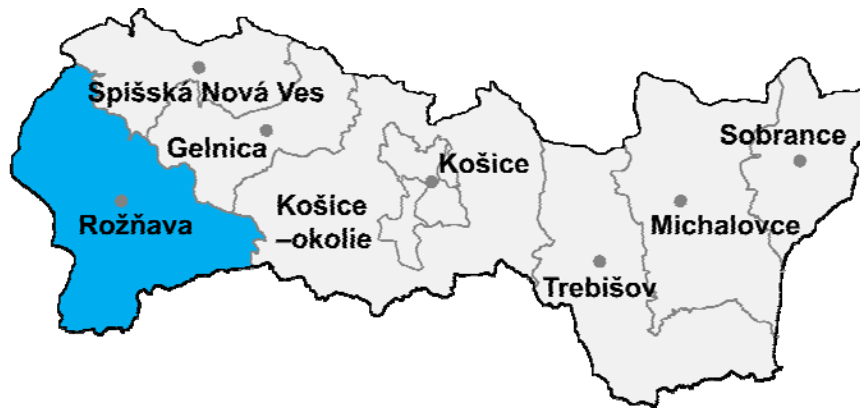 Spišská Nová Ves
Gelnica
Rožňava
Košice
–okolie
Košice
Trebišov
Michalovce
Sobrance